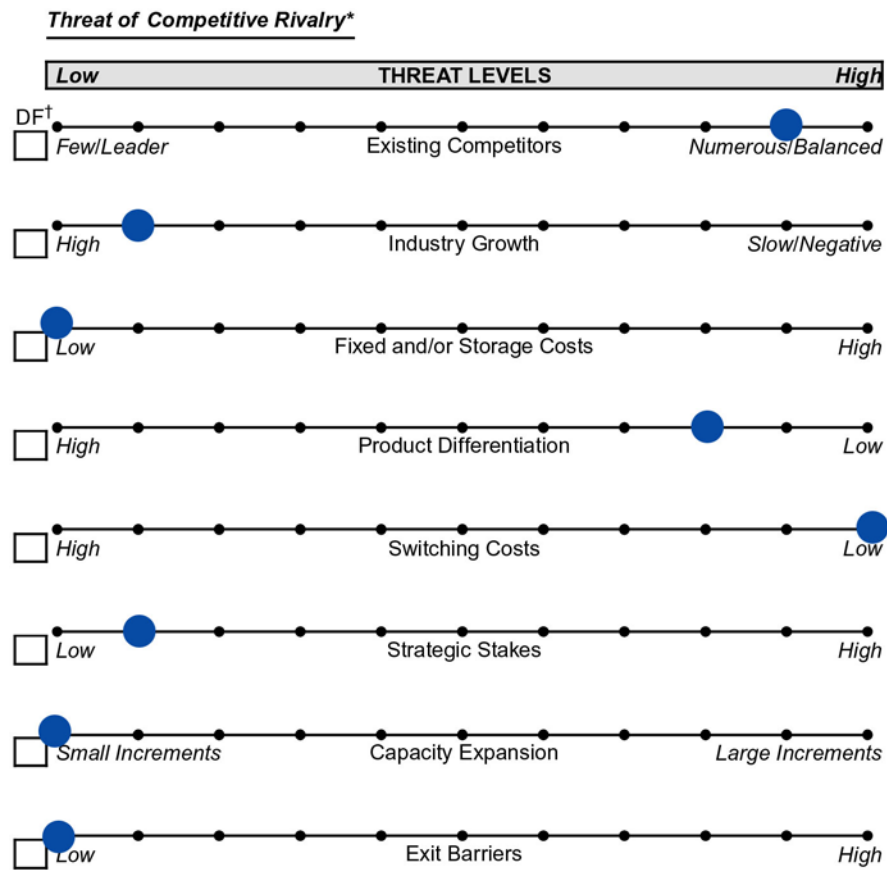 Threat of Competitive Rivalry*
Low THREAT LEVELS High
DF†
Few/Leader Existing Competitors Numerous/Balanced
High Industry Growth Slow/Negative
Low Fixed and/or Storage Costs High
High Product Differentiation Low
High Switching Costs Low
Low Strategic Stakes High
Small Increments Capacity Expansion Large Increments
Low Exit Barriers High